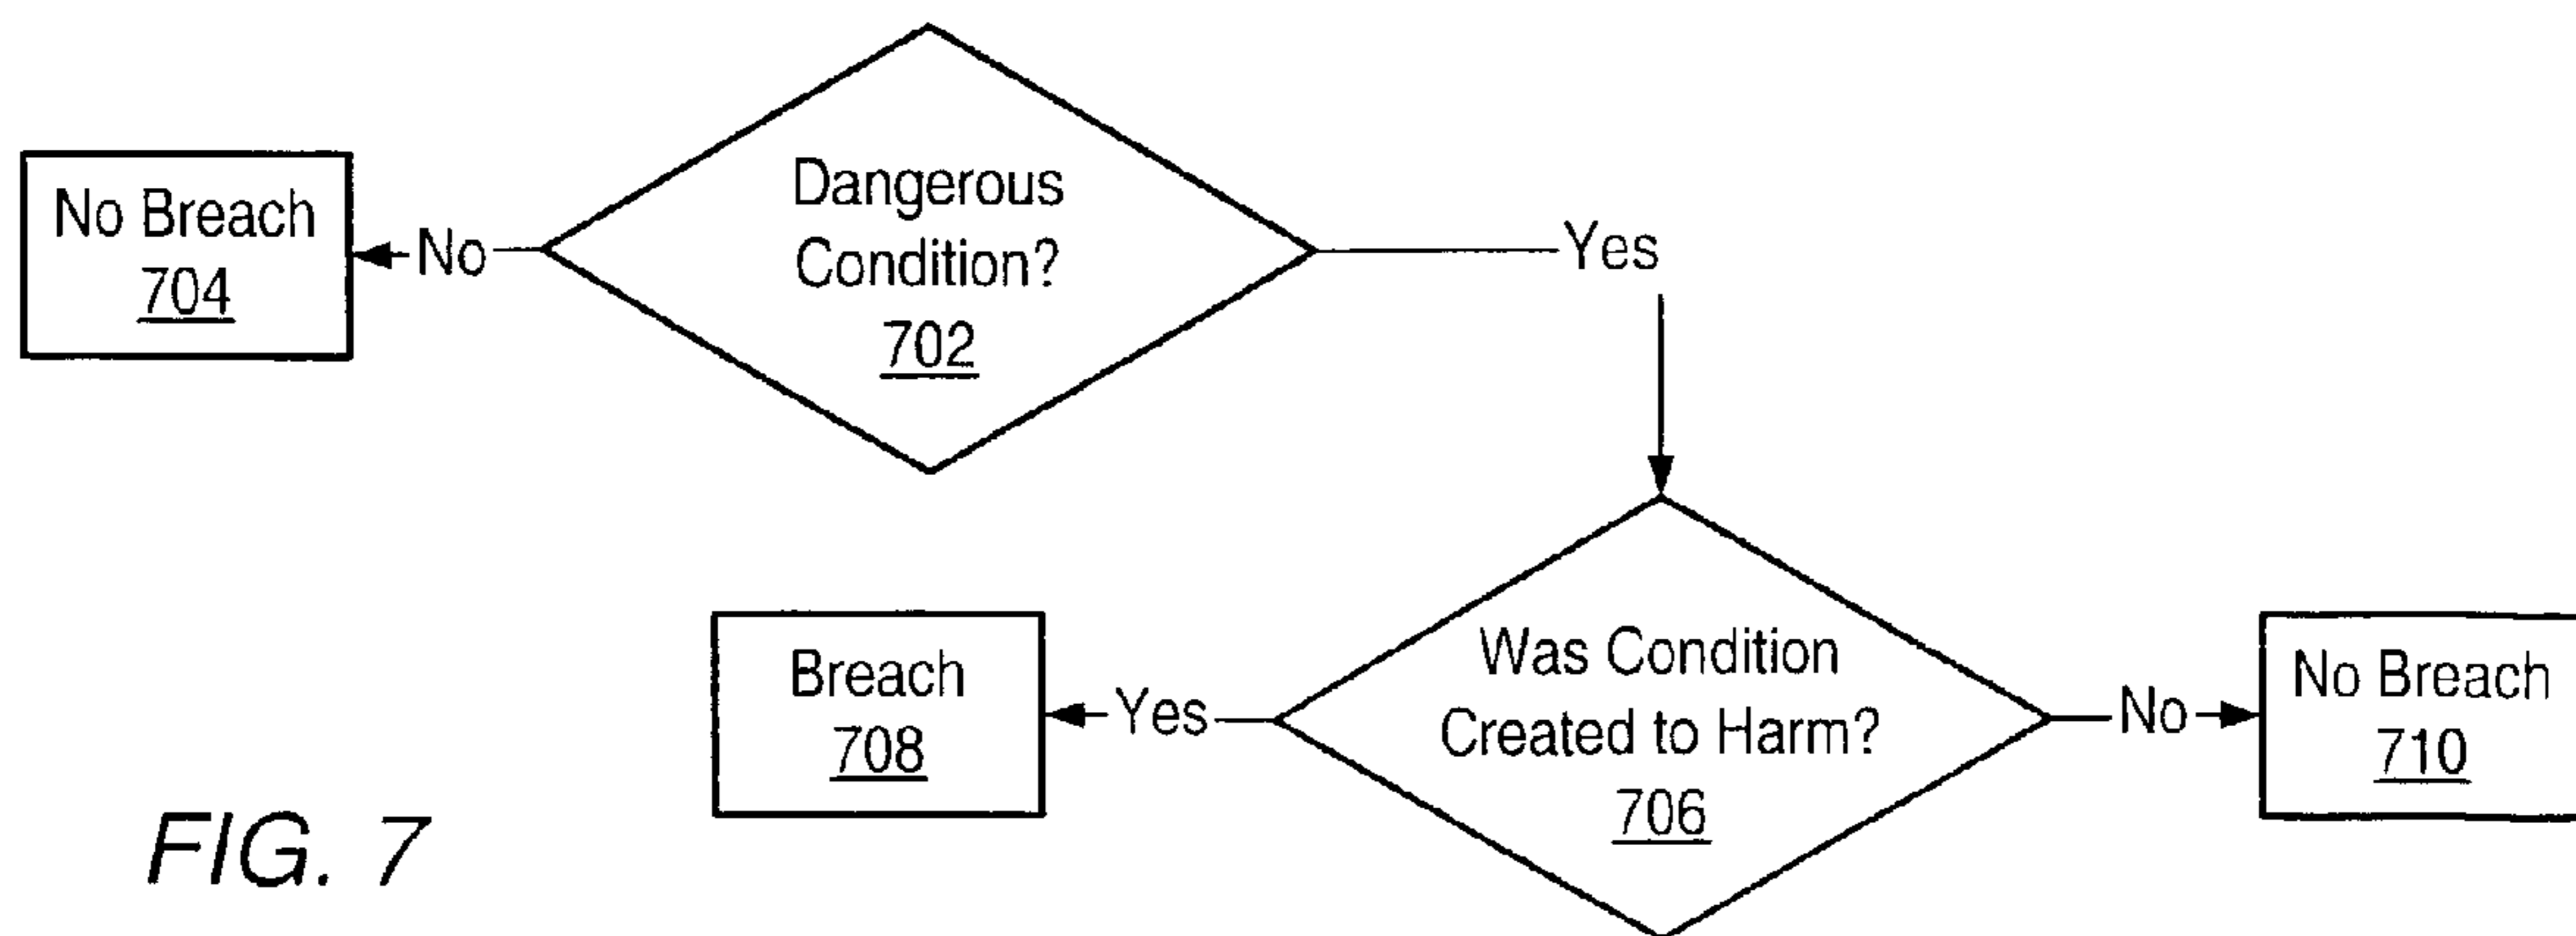 Dangerous
Condition?
702
No
No Breach
704
Yes
Was Condition
Created to Harm?
706
Yes
Breach
708
No
No Breach
710
FIG. 7